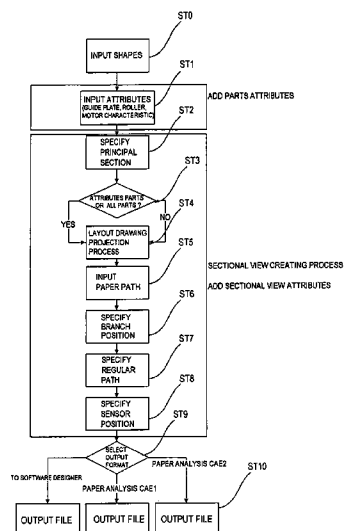 ST0
INPUT SHAPES
ST1
INPUT ATTRIBUTES
(GUIDE PLATE, ROLLER,
MOTOR CHARACTERISTIC)
ADD PARTS ATTRIBUTES
ST2
SPECIFY
PRINCIPAL
SECTION
ST3
ATTRIBUTES PARTS
OR ALL PARTS ?
ST4
YES
NO
LAYOUT DRAWING
PROJECTION
PROCESS
ST5
INPUT
PAPER PATH
SECTIONAL VIEW CREATING PROCESS
ADD SECTIONAL VIEW ATTRIBUTES
ST6
SPECIFY
BRANCH
POSITION
ST7
SPECIFY
REGULAR
PATH
ST8
SPECIFY
SENSOR
POSITION
ST9
SELECT
OUTPUT
FORMAT
TO SOFTWARE DESIGNER
PAPER ANALYSIS CAE2
PAPER ANALYSIS CAE1
ST10
OUTPUT FILE
OUTPUT FILE
OUTPUT FILE